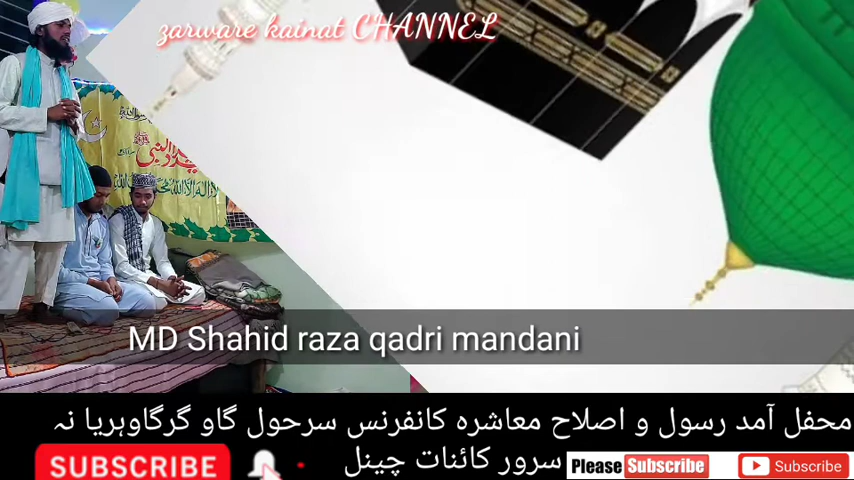 zarware kainat CHANNEL
النبی
MD Shahid raza qadri mandani
محفل آمد رسول و اصلاح معاشرہ کانفرنس سرحول گاو گرگاوہریا نہ
سرور کائنات چینل
Please Subscribe
Subscribe
SUBSCRIBE